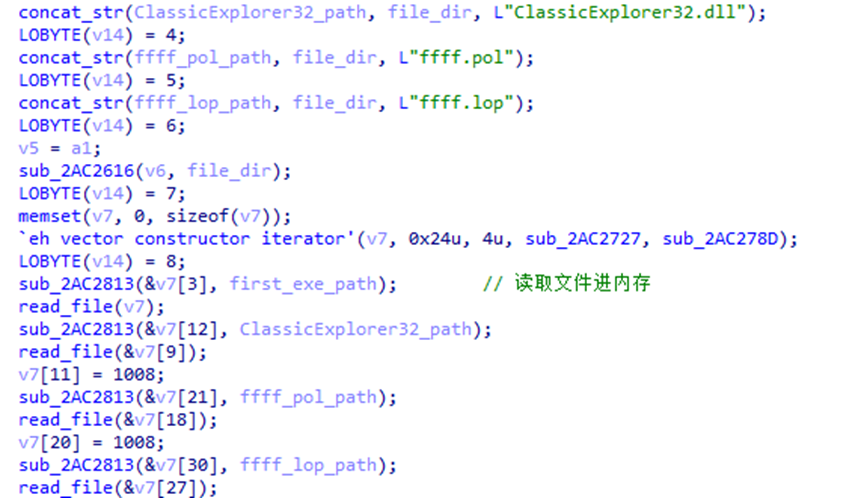 concat_str(ClassicExplorer32_path, file_dir, L"ClassicExplorer32.dll");
LOBYTE(v14) = 4;
concat_str(ffff_pol_path, file_dir, L"ffff.pol");
LOBYTE(v14) = 5;
concat_str(ffff_lop_path, file_dir, L"ffff.lop");
LOBYTE(v14) = 6;
v5 = a1;
sub_2AC2616(v6, file_dir);
LOBYTE(v14) = 7;
memset(v7, 0, sizeof(v7));
`eh vector constructor iterator'(v7, 0x24u, 4u, sub_2AC2727, sub_2AC278D);
LOBYTE(v14) = 8;
sub_2AC2813(&v7[3], first_exe_path); // 读取文件进内存
read_file(v7);
sub_2AC2813(&v7[12], ClassicExplorer32_path);
read_file(&v7[9]);
v7[11] = 1008;
sub_2AC2813(&v7[21], ffff_pol_path);
read_file(&v7[18]);
v7[20] = 1008;
sub_2AC2813(&v7[30], ffff_lop_path);
read_file(&v7[27]);